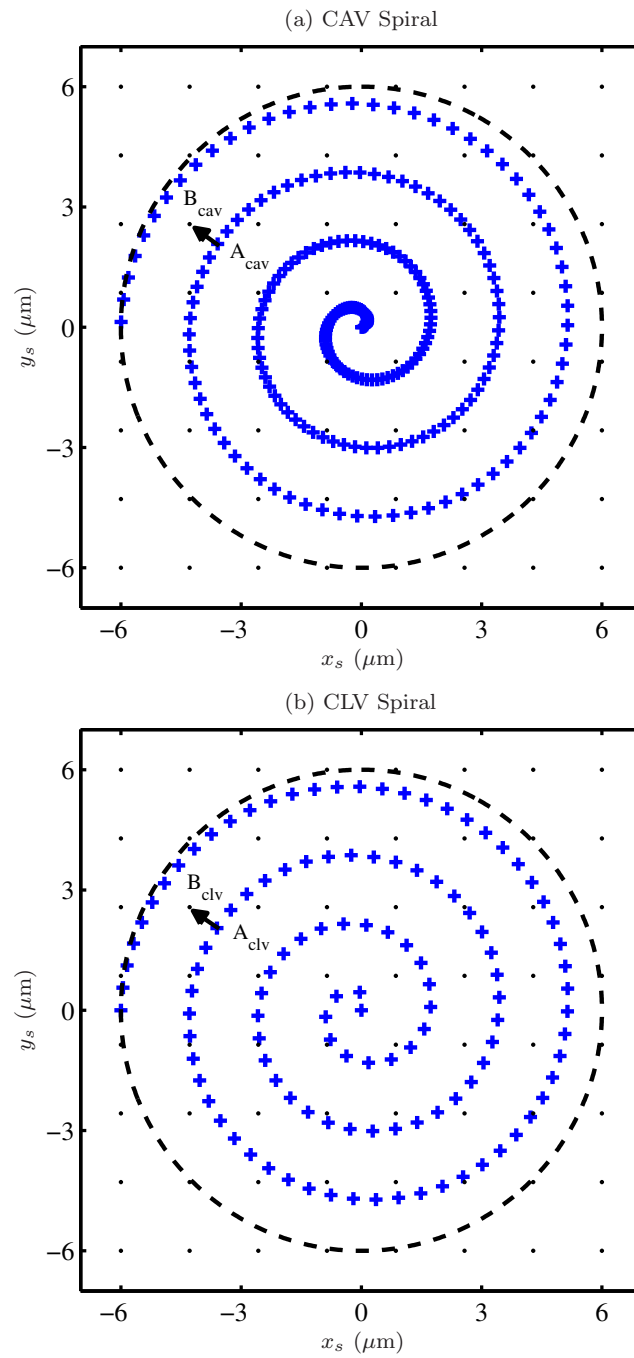 (a) CAV Spiral
6
3
0
−3
−6
y_s (μm)
B_cav
A_cav
−6 −3 0 3 6
x_s (μm)
(b) CLV Spiral
6
3
0
−3
−6
y_s (μm)
B_clv
A_clv
−6 −3 0 3 6
x_s (μm)